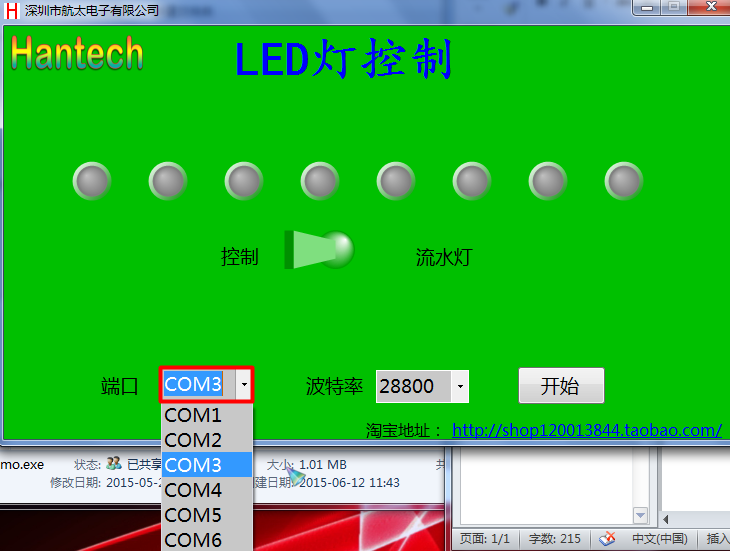 深圳市航太电子有限公司
Hantech
LED灯控制
控制
流水灯
端口
COM3
波特率
28800
开始
COM1
COM2
COM3
COM4
COM5
COM6
淘宝地址： http://shop120013844.taobao.com/
mo.exe
状态:
已共享
大小: 1.01 MB
修改日期: 2015-05-2
建日期: 2015-06-12 11:43
页面: 1/1
字数: 215
中文(中国)
插入